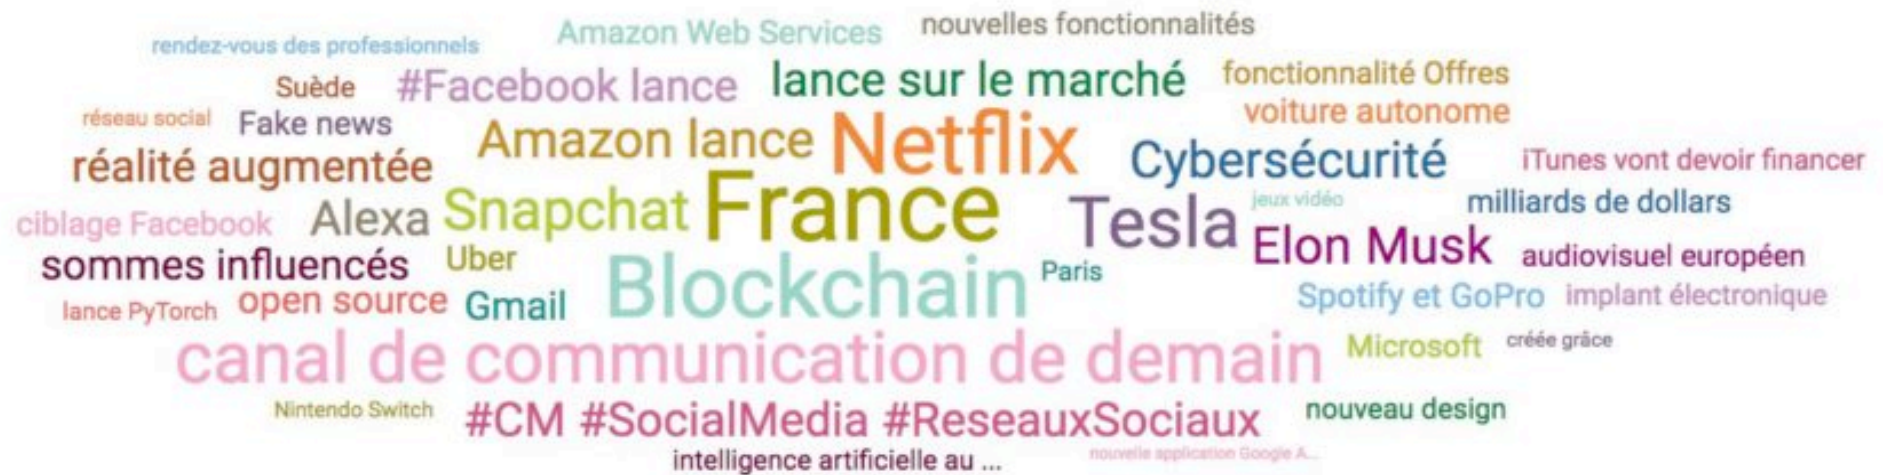 rendez-vous des professionnels
Amazon Web Services
nouvelles fonctionnalités
Suède
#Facebook lance
lance sur le marché
fonctionnalité Offres
réseau social
Fake news
voiture autonome
réalité augmentée
Amazon lance
Netflix
Cybersécurité
iTunes vont devoir financer
ciblage Facebook
Alexa
Snapchat
France
Tesla
jeux vidéo
milliards de dollars
sommes influencés
Uber
Elon Musk
audiovisuel européen
lance PyTorch
open source
Gmail
Blockchain
Paris
Spotify et GoPro
implant électronique
canal de communication de demain
Microsoft
créée grâce
Nintendo Switch
#CM #SocialMedia #ReseauxSociaux
nouveau design
intelligence artificielle au ...
nouvelle application Google A...